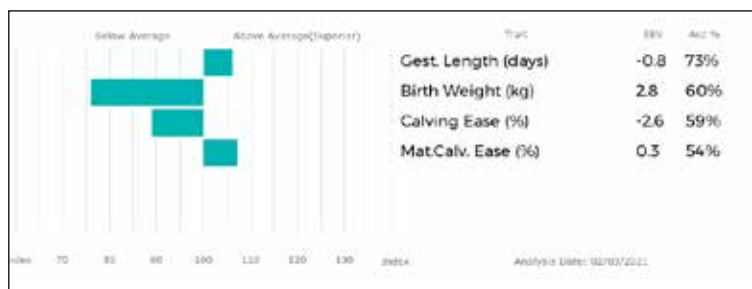 Below Average Above Average(Superior) Trait EBV Acc %
Gest. Length (days) -0.8 73%
Birth Weight (kg) 2.8 60%
Calving Ease (%) -2.6 59%
Mat.Calv. Ease (%) 0.3 54%
Index 70 80 90 100 110 120 130 Index Analysis Date: 02/03/2021